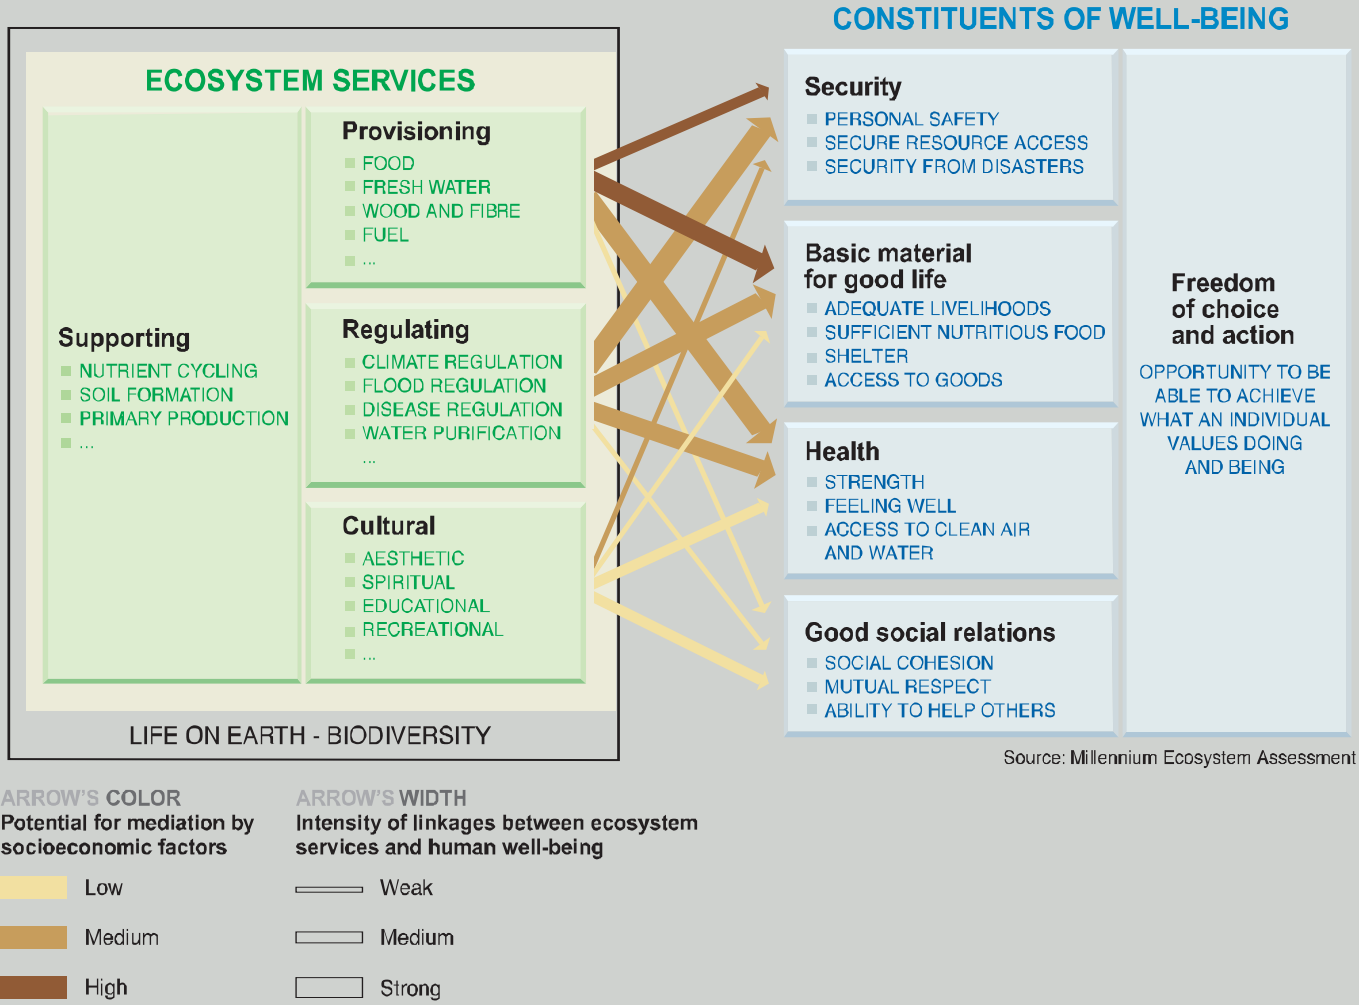 CONSTITUENTS OF WELL-BEING
ECOSYSTEM SERVICES
Supporting
NUTRIENT CYCLING
SOIL FORMATION
PRIMARY PRODUCTION
...
Provisioning
FOOD
FRESH WATER
WOOD AND FIBRE
FUEL
...
Regulating
CLIMATE REGULATION
FLOOD REGULATION
DISEASE REGULATION
WATER PURIFICATION
...
Cultural
AESTHETIC
SPIRITUAL
EDUCATIONAL
RECREATIONAL
...
LIFE ON EARTH - BIODIVERSITY
Security
PERSONAL SAFETY
SECURE RESOURCE ACCESS
SECURITY FROM DISASTERS
Basic material
for good life
ADEQUATE LIVELIHOODS
SUFFICIENT NUTRITIOUS FOOD
SHELTER
ACCESS TO GOODS
Health
STRENGTH
FEELING WELL
ACCESS TO CLEAN AIR
AND WATER
Good social relations
SOCIAL COHESION
MUTUAL RESPECT
ABILITY TO HELP OTHERS
Freedom
of choice
and action
OPPORTUNITY TO BE
ABLE TO ACHIEVE
WHAT AN INDIVIDUAL
VALUES DOING
AND BEING
Source: Millennium Ecosystem Assessment
ARROW'S COLOR
Potential for mediation by
socioeconomic factors
Low
Medium
High
ARROW'S WIDTH
Intensity of linkages between ecosystem
services and human well-being
Weak
Medium
Strong